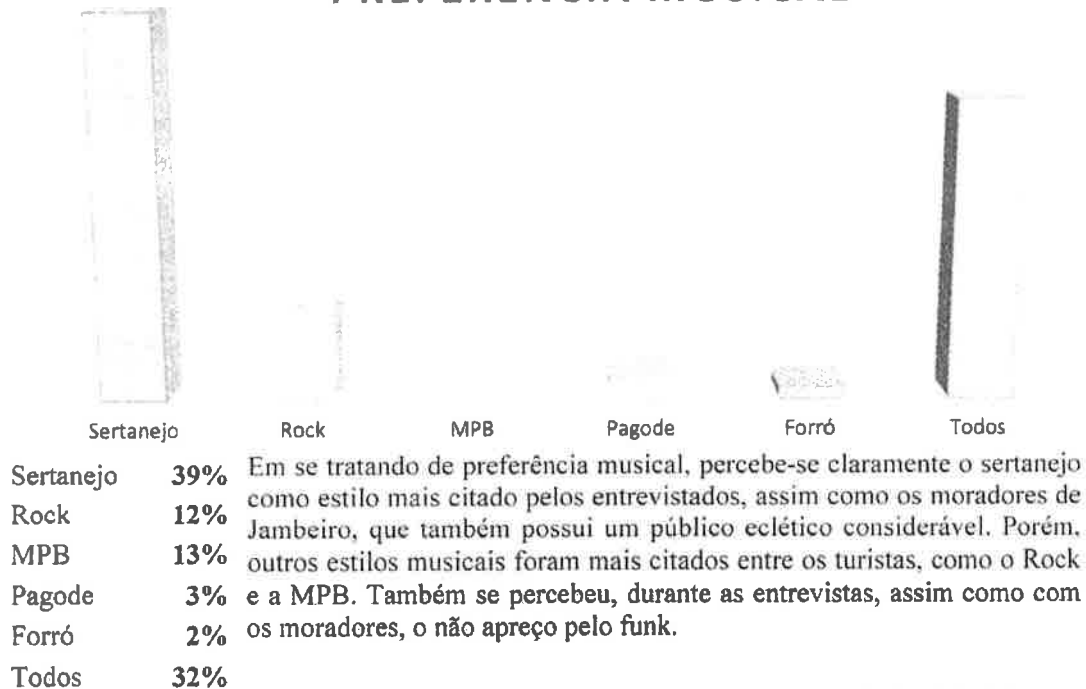 Sertanejo Rock MPB Pagode Forró Todos
Sertanejo 39%
Rock 12%
MPB 13%
Pagode 3%
Forró 2%
Todos 32%
Em se tratando de preferência musical, percebe-se claramente o sertanejo
como estilo mais citado pelos entrevistados, assim como os moradores de
Jambeiro, que também possui um público eclético considerável. Porém,
outros estilos musicais foram mais citados entre os turistas, como o Rock
e a MPB. Também se percebeu, durante as entrevistas, assim como com
os moradores, o não apreço pelo funk.